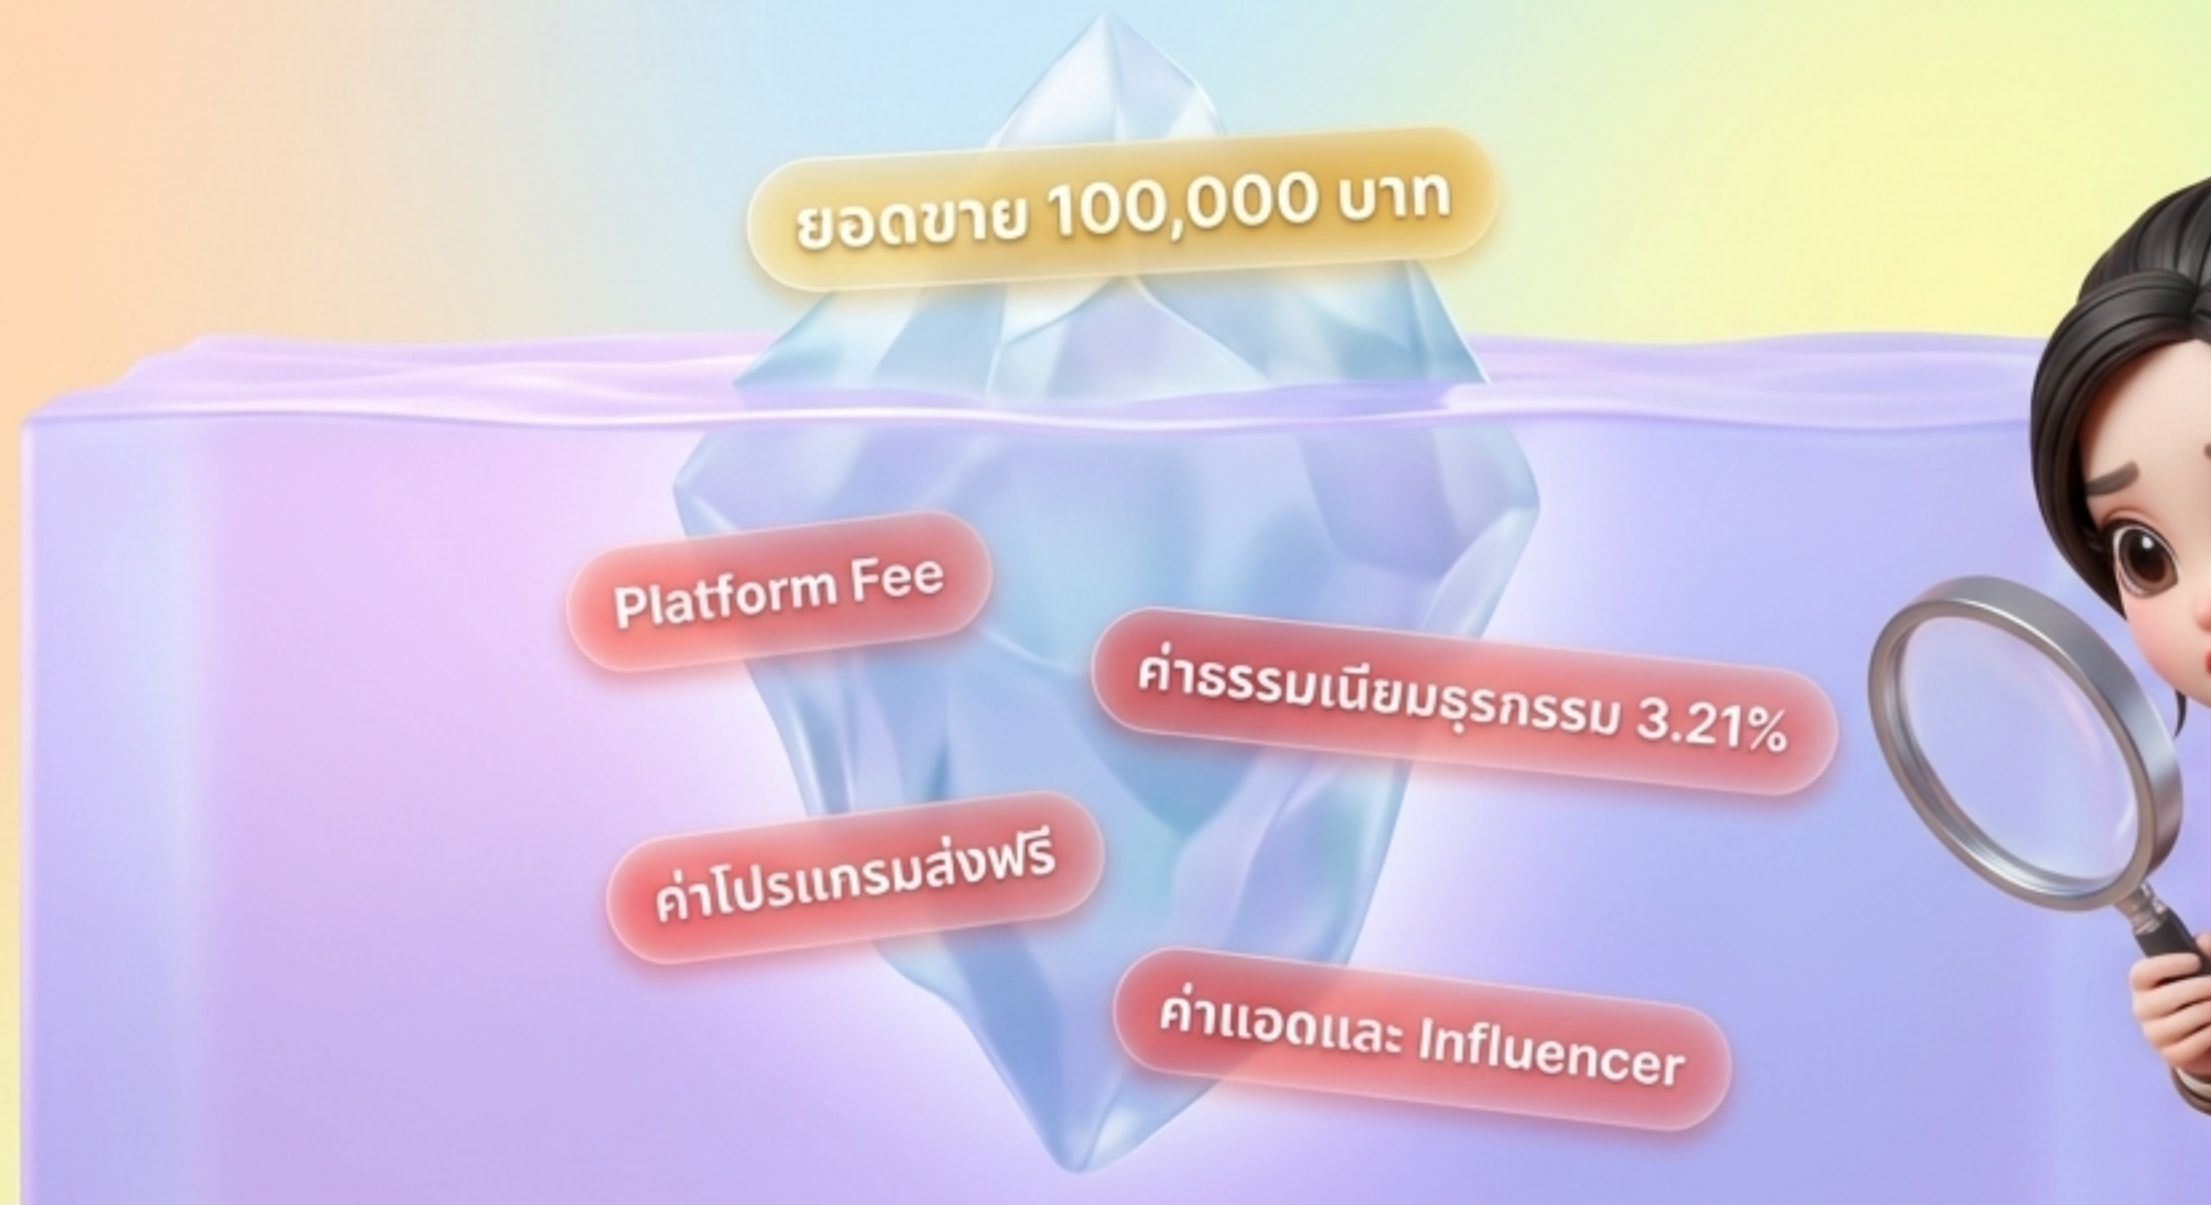 ยอดขาย 100,000 บาท
Platform Fee
ค่าธรรมเนียมธุรกรรม 3.21%
ค่าโปรแกรมส่งฟรี
ค่าแอดและ Influencer